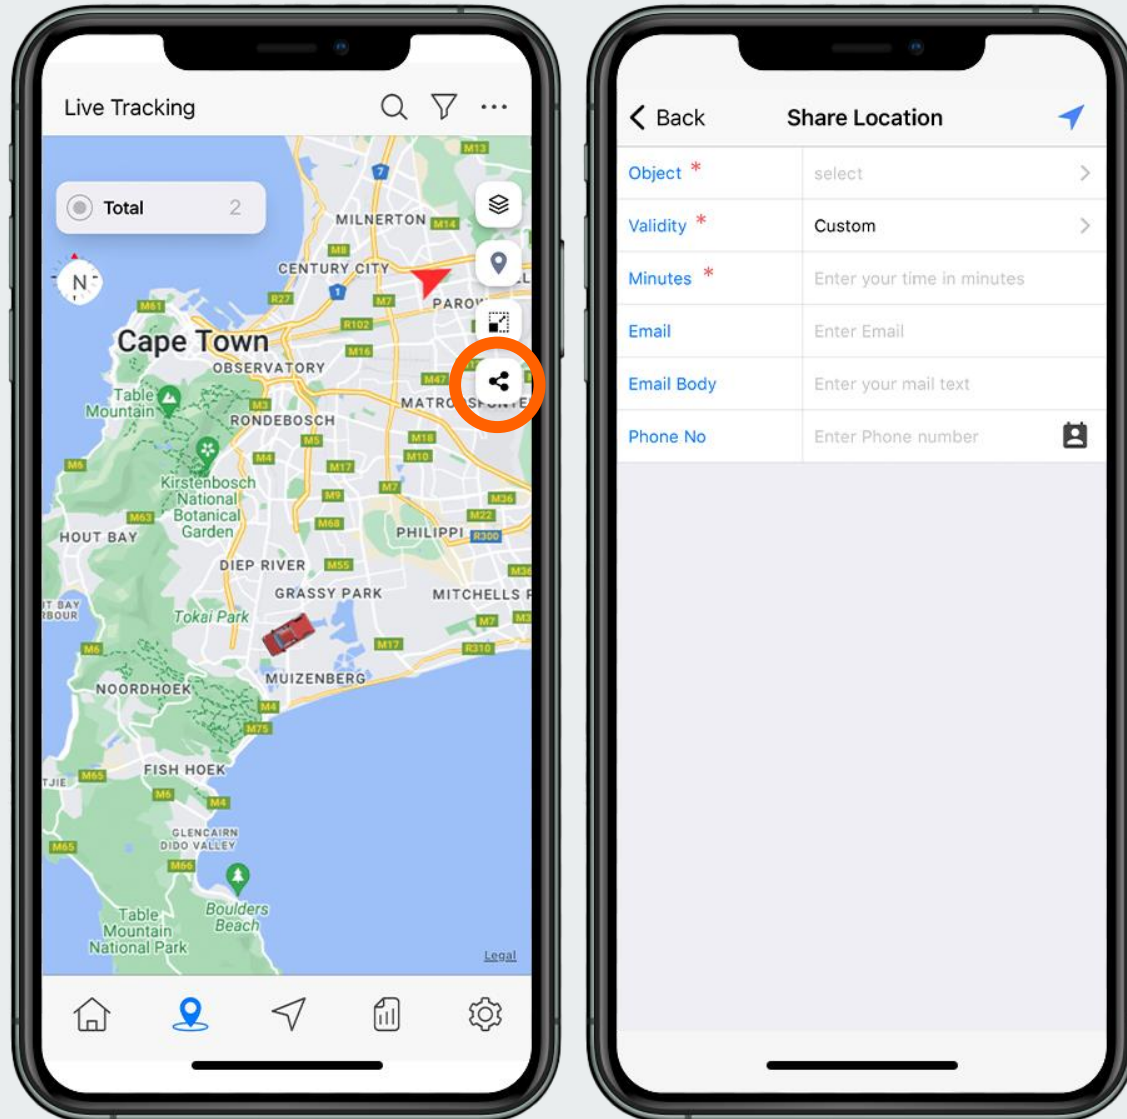 Live Tracking
Total 2
N
M13
7
MILNERTON
M14
M8
CENTURY CITY
R27
1
M7
PAROW
M61
R102
Cape Town
M16
OBSERVATORY
M47
Table
Mountain
M3
RONDEBOSCH
M5
M18
M4
M10
M6
M17
Kirstenbosch
National
Botanical
Garden
M7
M9
M36
M63
M68
M22
HOUT BAY
PHILIPPI
R300
DIEP RIVER
M55
GRASSY PARK
MITCHELLS P
Tokai Park
M7
M17
M6
R310
MUIZENBERG
NOORDHOEK
M4
M75
FISH HOEK
M65
M6
M4
GLENCAIRN
DIDO VALLEY
M65
M66
Table
Mountain
National Park
Boulders
Beach
Legal
Back
Share Location
Object * select
Validity * Custom
Minutes * Enter your time in minutes
Email Enter Email
Email Body Enter your mail text
Phone No Enter Phone number